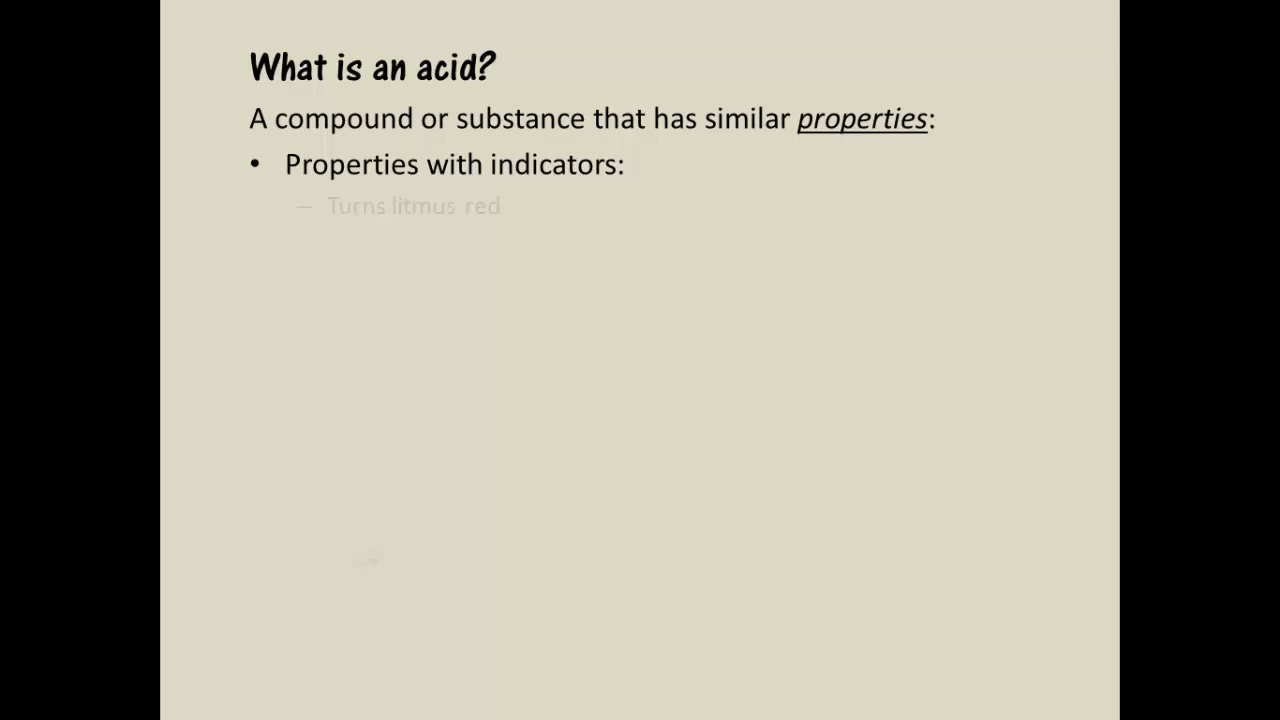 What is an acid?
A compound or substance that has similar properties:
• Properties with indicators:
– Turns litmus red